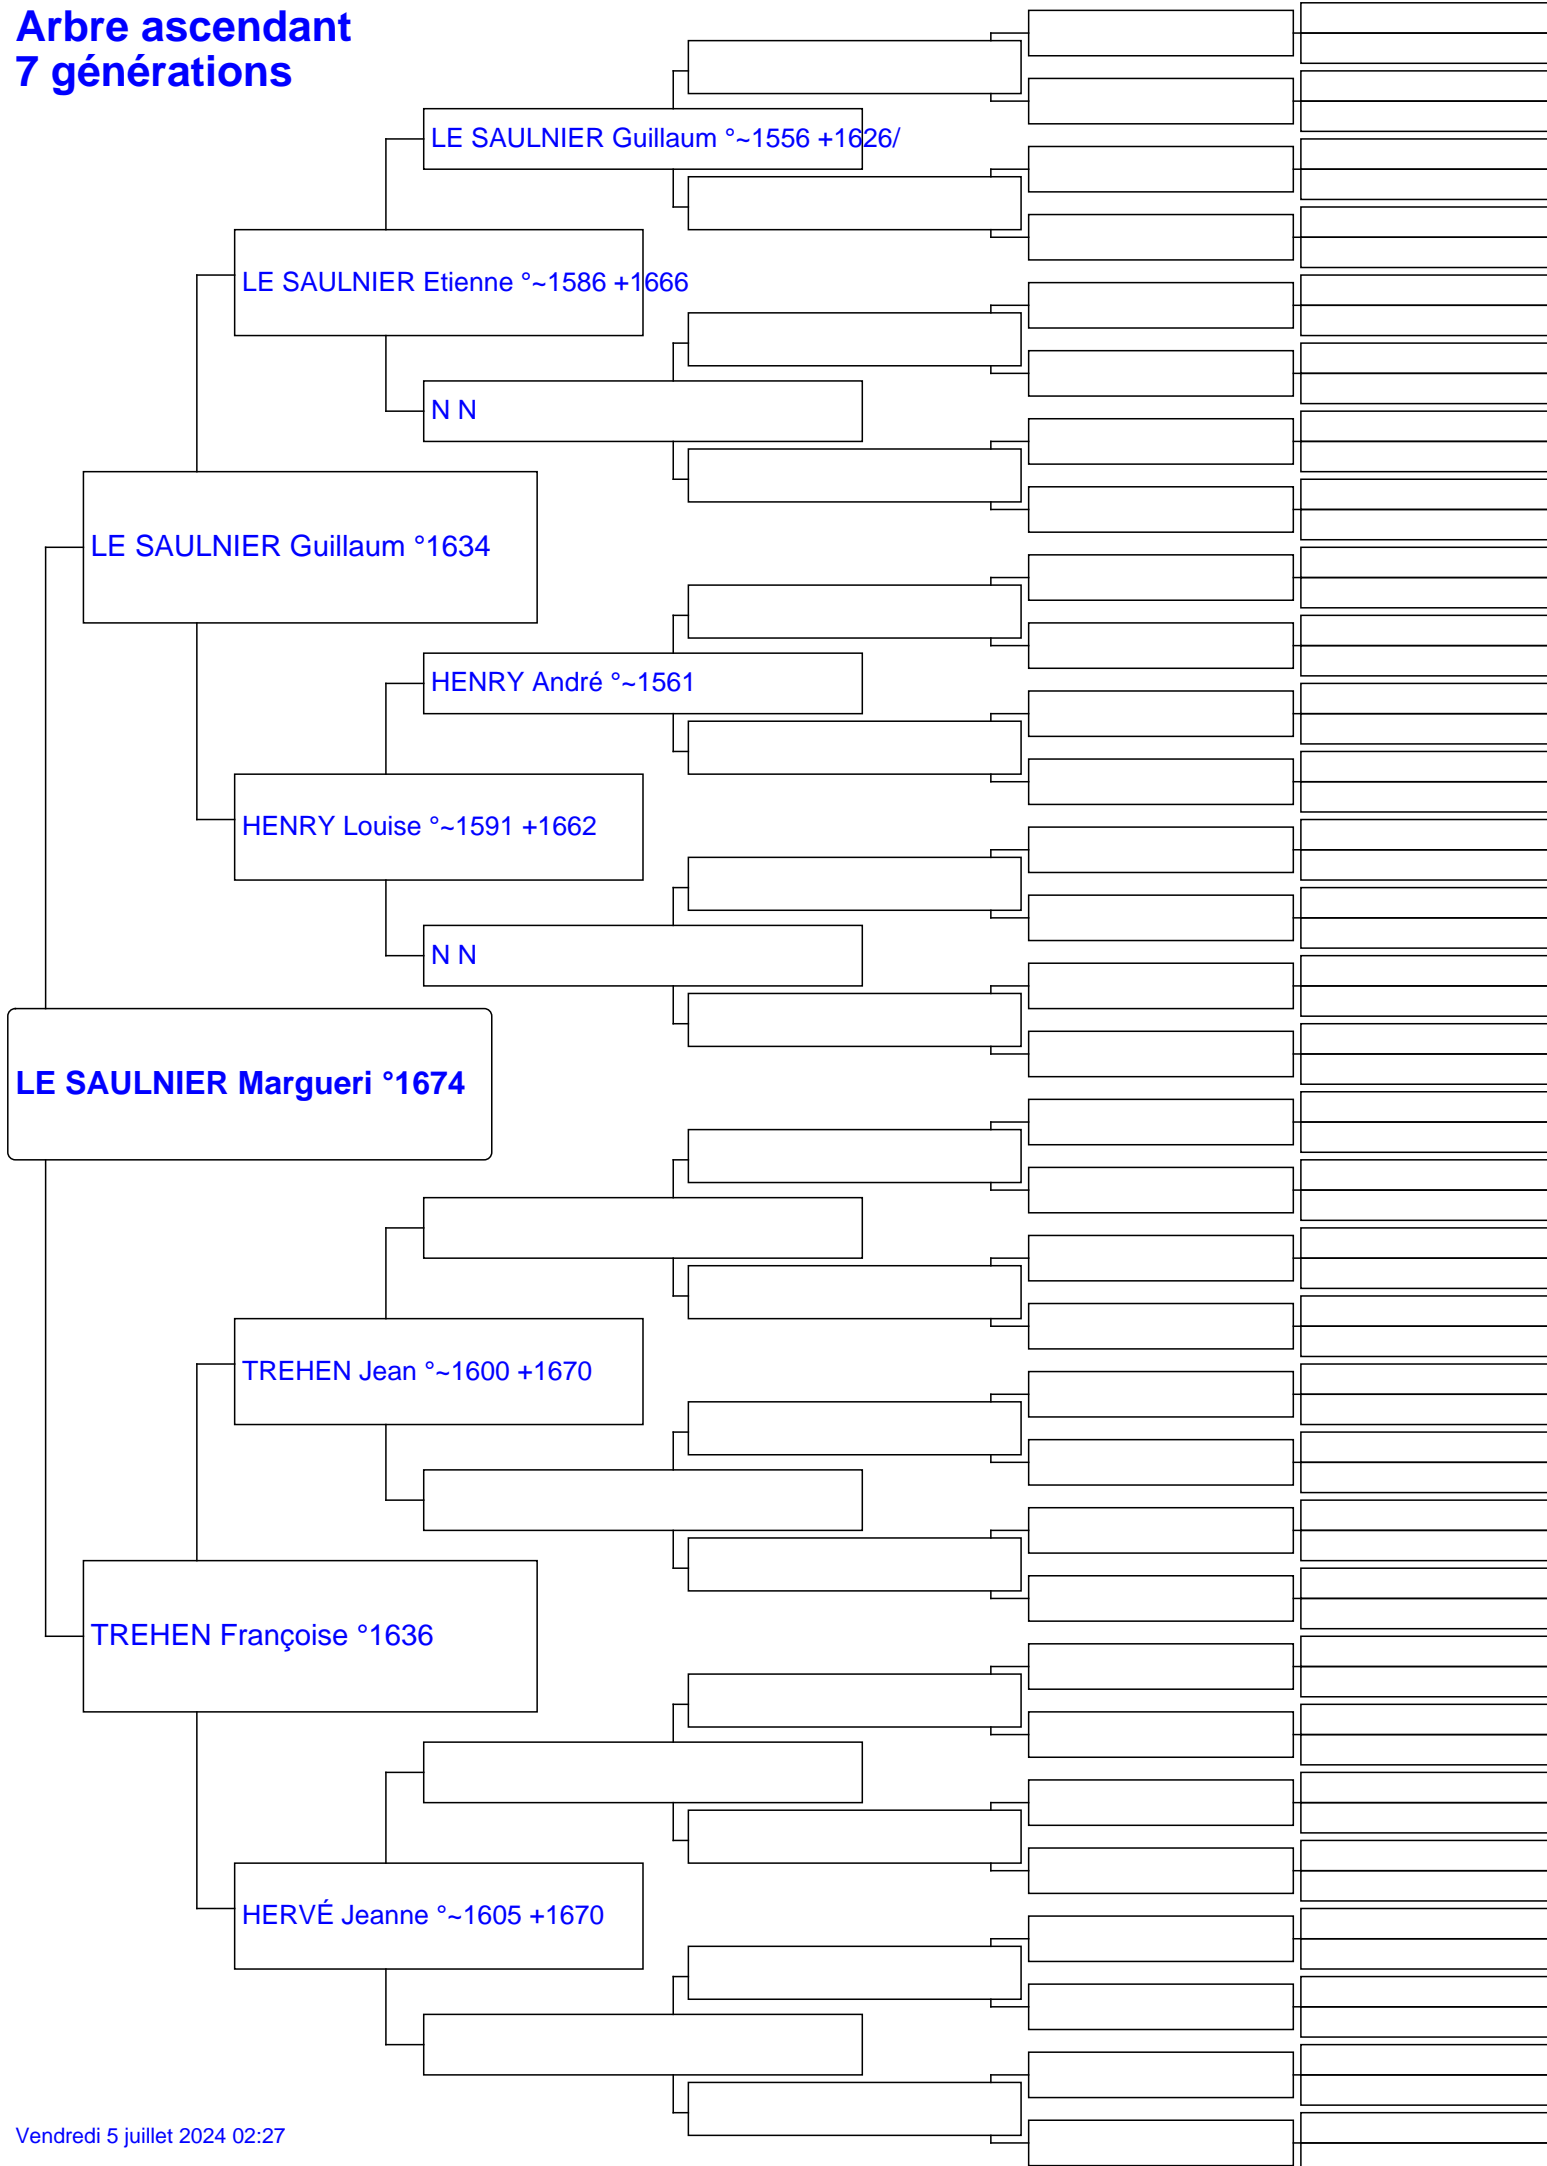 Arbre ascendant
7 générations
LE SAULNIER Guillaum °~1556 +1626/
LE SAULNIER Etienne °~1586 +1666
N N
LE SAULNIER Guillaum °1634
HENRY André °~1561
HENRY Louise °~1591 +1662
N N
LE SAULNIER Margueri °1674
TREHEN Jean °~1600 +1670
TREHEN Françoise °1636
HERVÉ Jeanne °~1605 +1670
Vendredi 5 juillet 2024 02:27